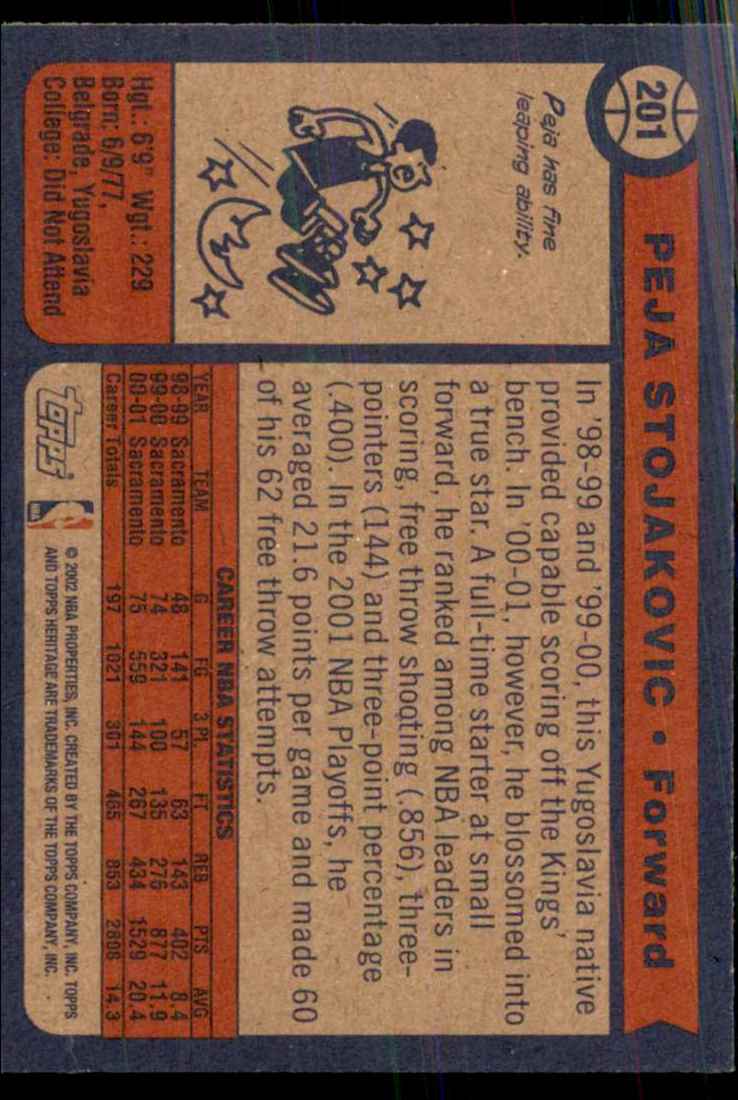 201
PEJA STOJAKOVIC • Forward
Peja has fine
leaping ability.
Hgt.: 6'9" Wgt.: 229
Born: 6/9/77,
Belgrade, Yugoslavia
College: Did Not Attend
In '98-99 and '99-00, this Yugoslavia native
provided capable scoring off the Kings'
bench. In '00-01, however, he blossomed into
a true star. A full-time starter at small
forward, he ranked among NBA leaders in
scoring, free throw shooting (.856), three-
pointers (144) and three-point percentage
(.400). In the 2001 NBA Playoffs, he
averaged 21.6 points per game and made 60
of his 62 free throw attempts.
CAREER NBA STATISTICS
YEAR TEAM G FG 3 Pt. FT REB PTS AVG
98-99 Sacramento 48 141 57 63 143 402 8.4
99-00 Sacramento 74 321 100 135 276 877 11.9
00-01 Sacramento 75 559 144 267 434 1529 20.4
Career Totals 197 1021 301 465 853 2808 14.3
topps
NBA
© 2002 NBA PROPERTIES, INC. CREATED BY THE TOPPS COMPANY, INC. TOPPS
AND TOPPS HERITAGE ARE TRADEMARKS OF THE TOPPS COMPANY, INC.